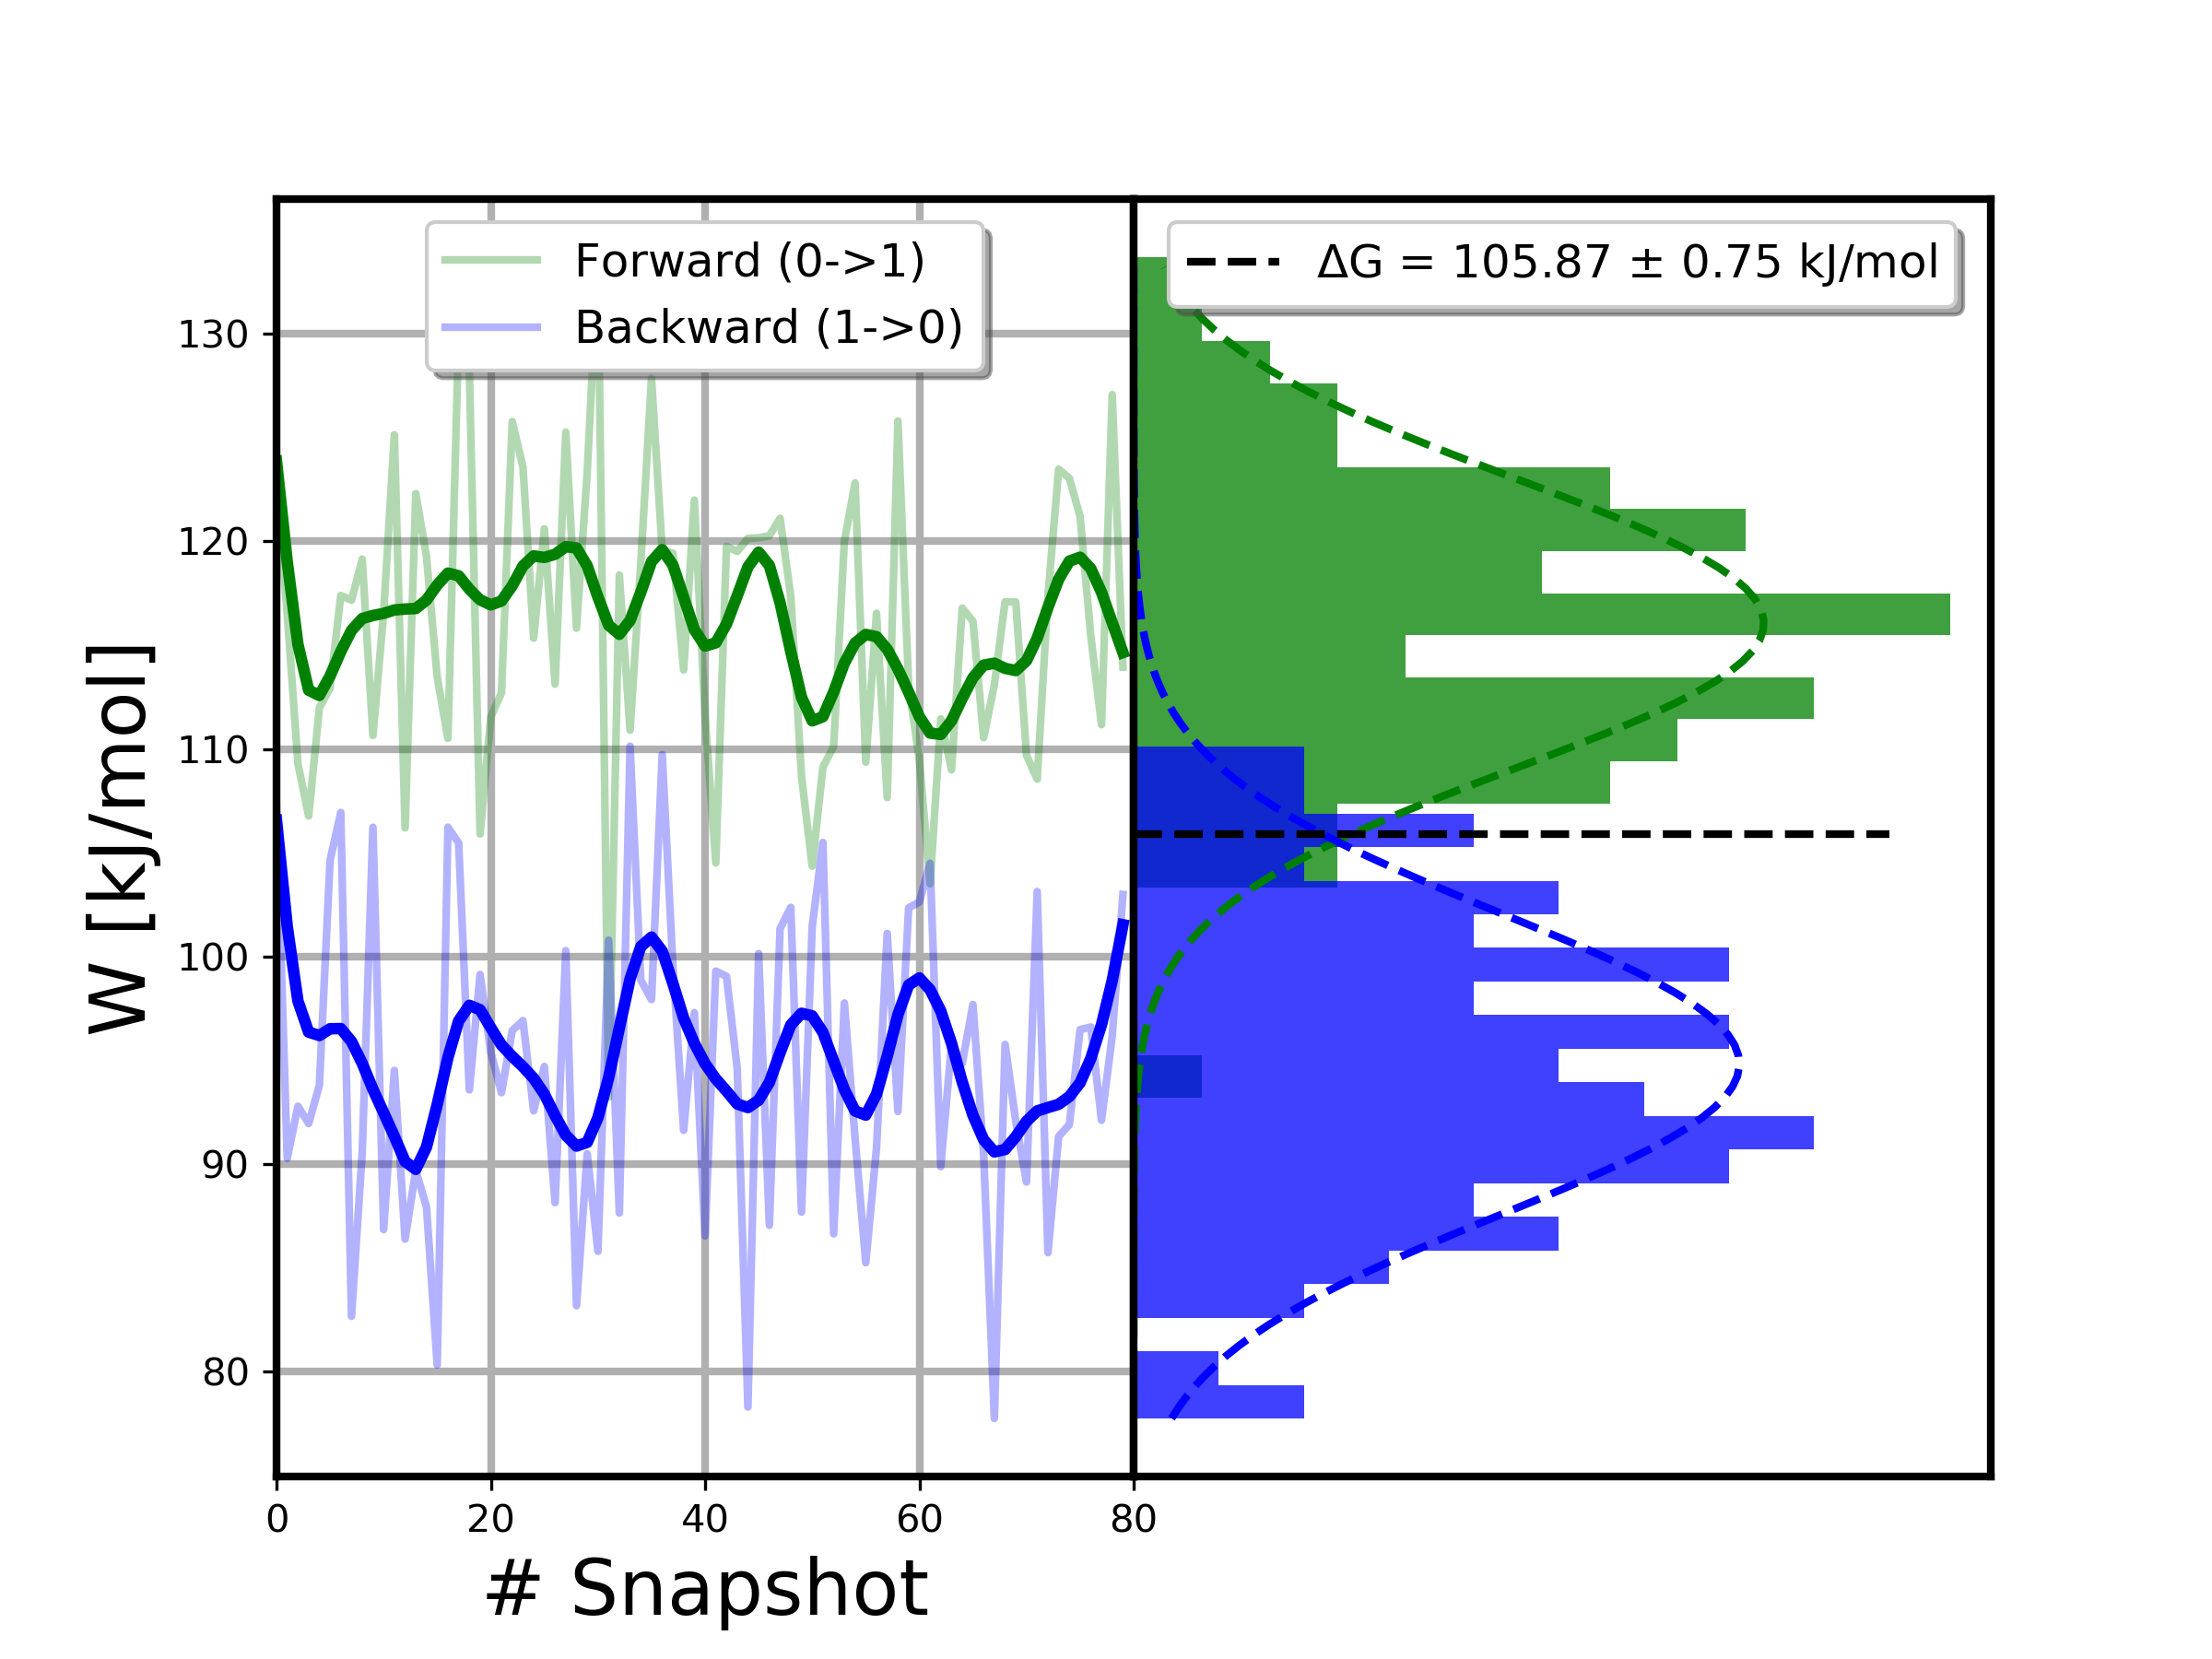 Forward (0->1)
Backward (1->0)
ΔG = 105.87 ± 0.75 kJ/mol
W [kJ/mol]
130
120
110
100
90
80
0 20 40 60 80
# Snapshot